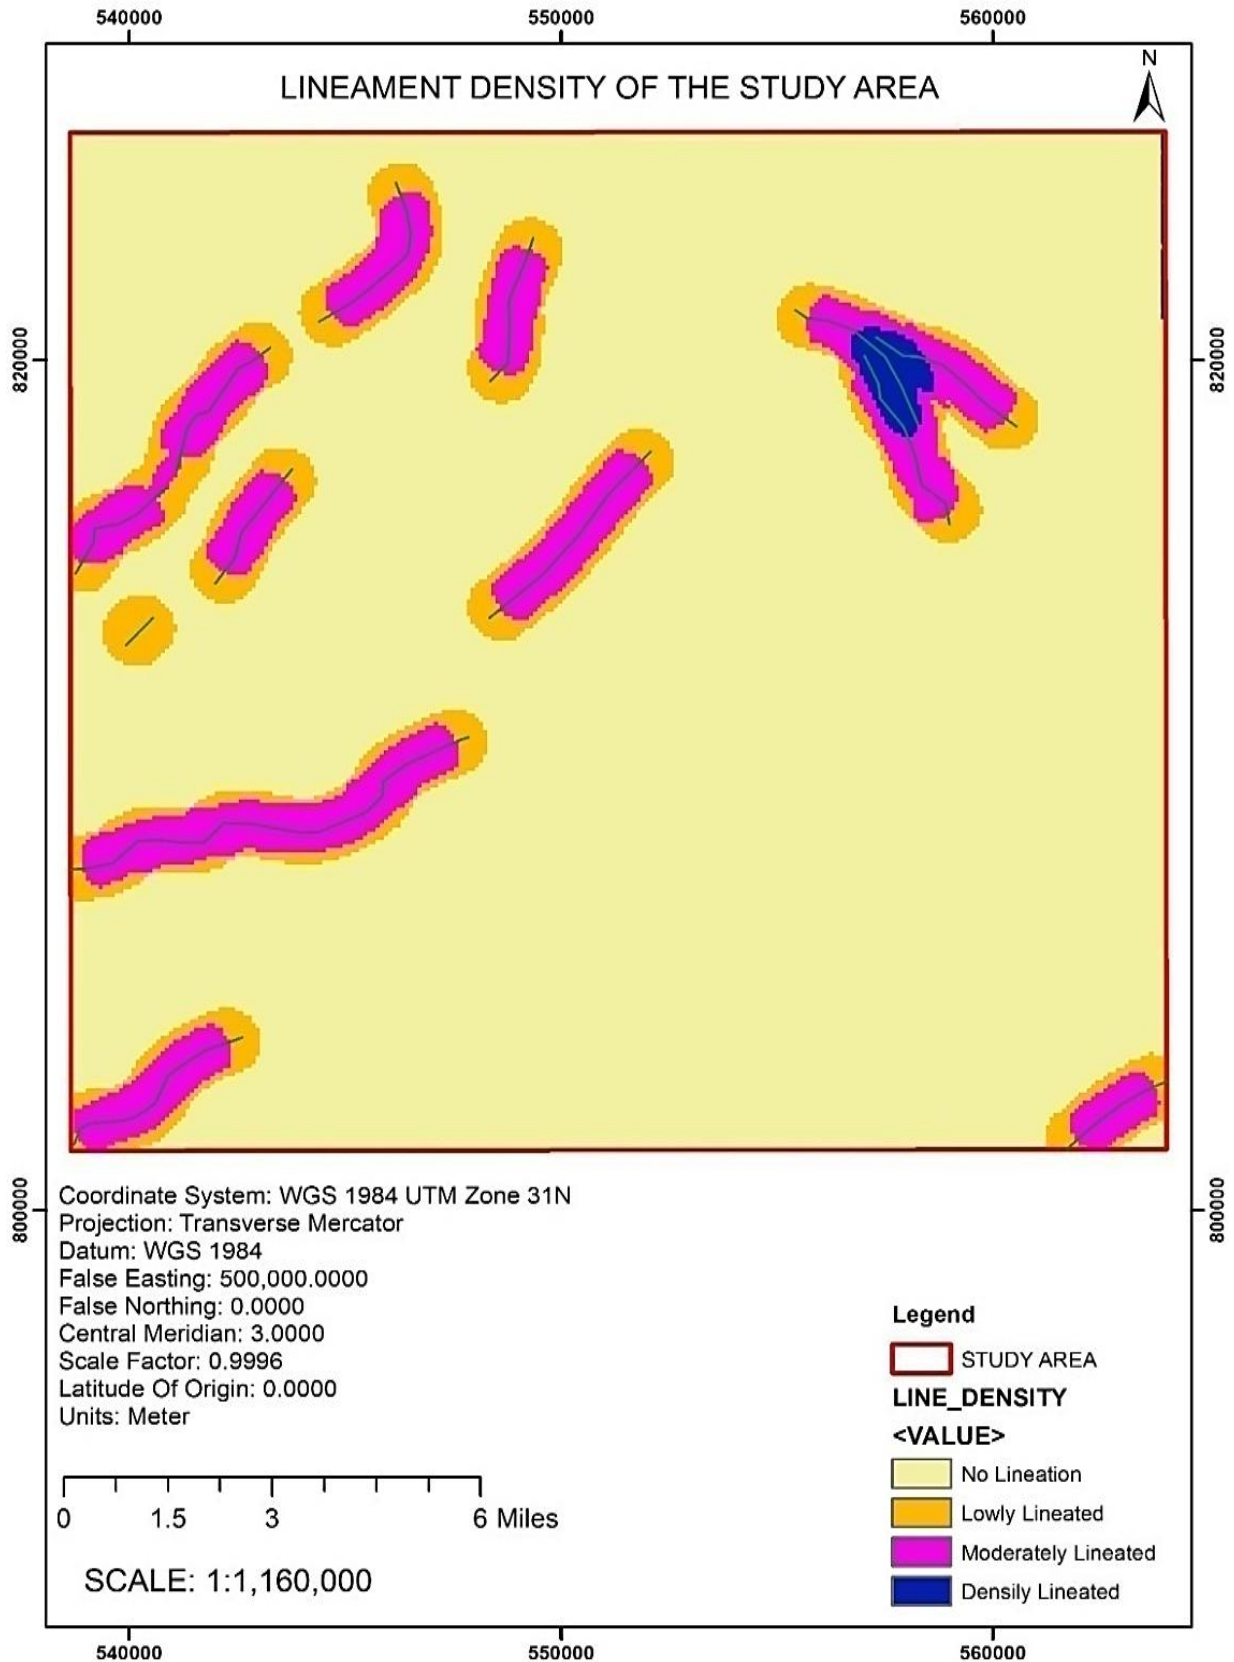 540000 550000 560000
N
LINEAMENT DENSITY OF THE STUDY AREA
820000 820000
800000 800000
Coordinate System: WGS 1984 UTM Zone 31N
Projection: Transverse Mercator
Datum: WGS 1984
False Easting: 500,000.0000
False Northing: 0.0000
Central Meridian: 3.0000
Scale Factor: 0.9996
Latitude Of Origin: 0.0000
Units: Meter
0 1.5 3 6 Miles
SCALE: 1:1,160,000
Legend
STUDY AREA
LINE_DENSITY
<VALUE>
No Lineation
Lowly Lineated
Moderately Lineated
Densily Lineated
540000 550000 560000